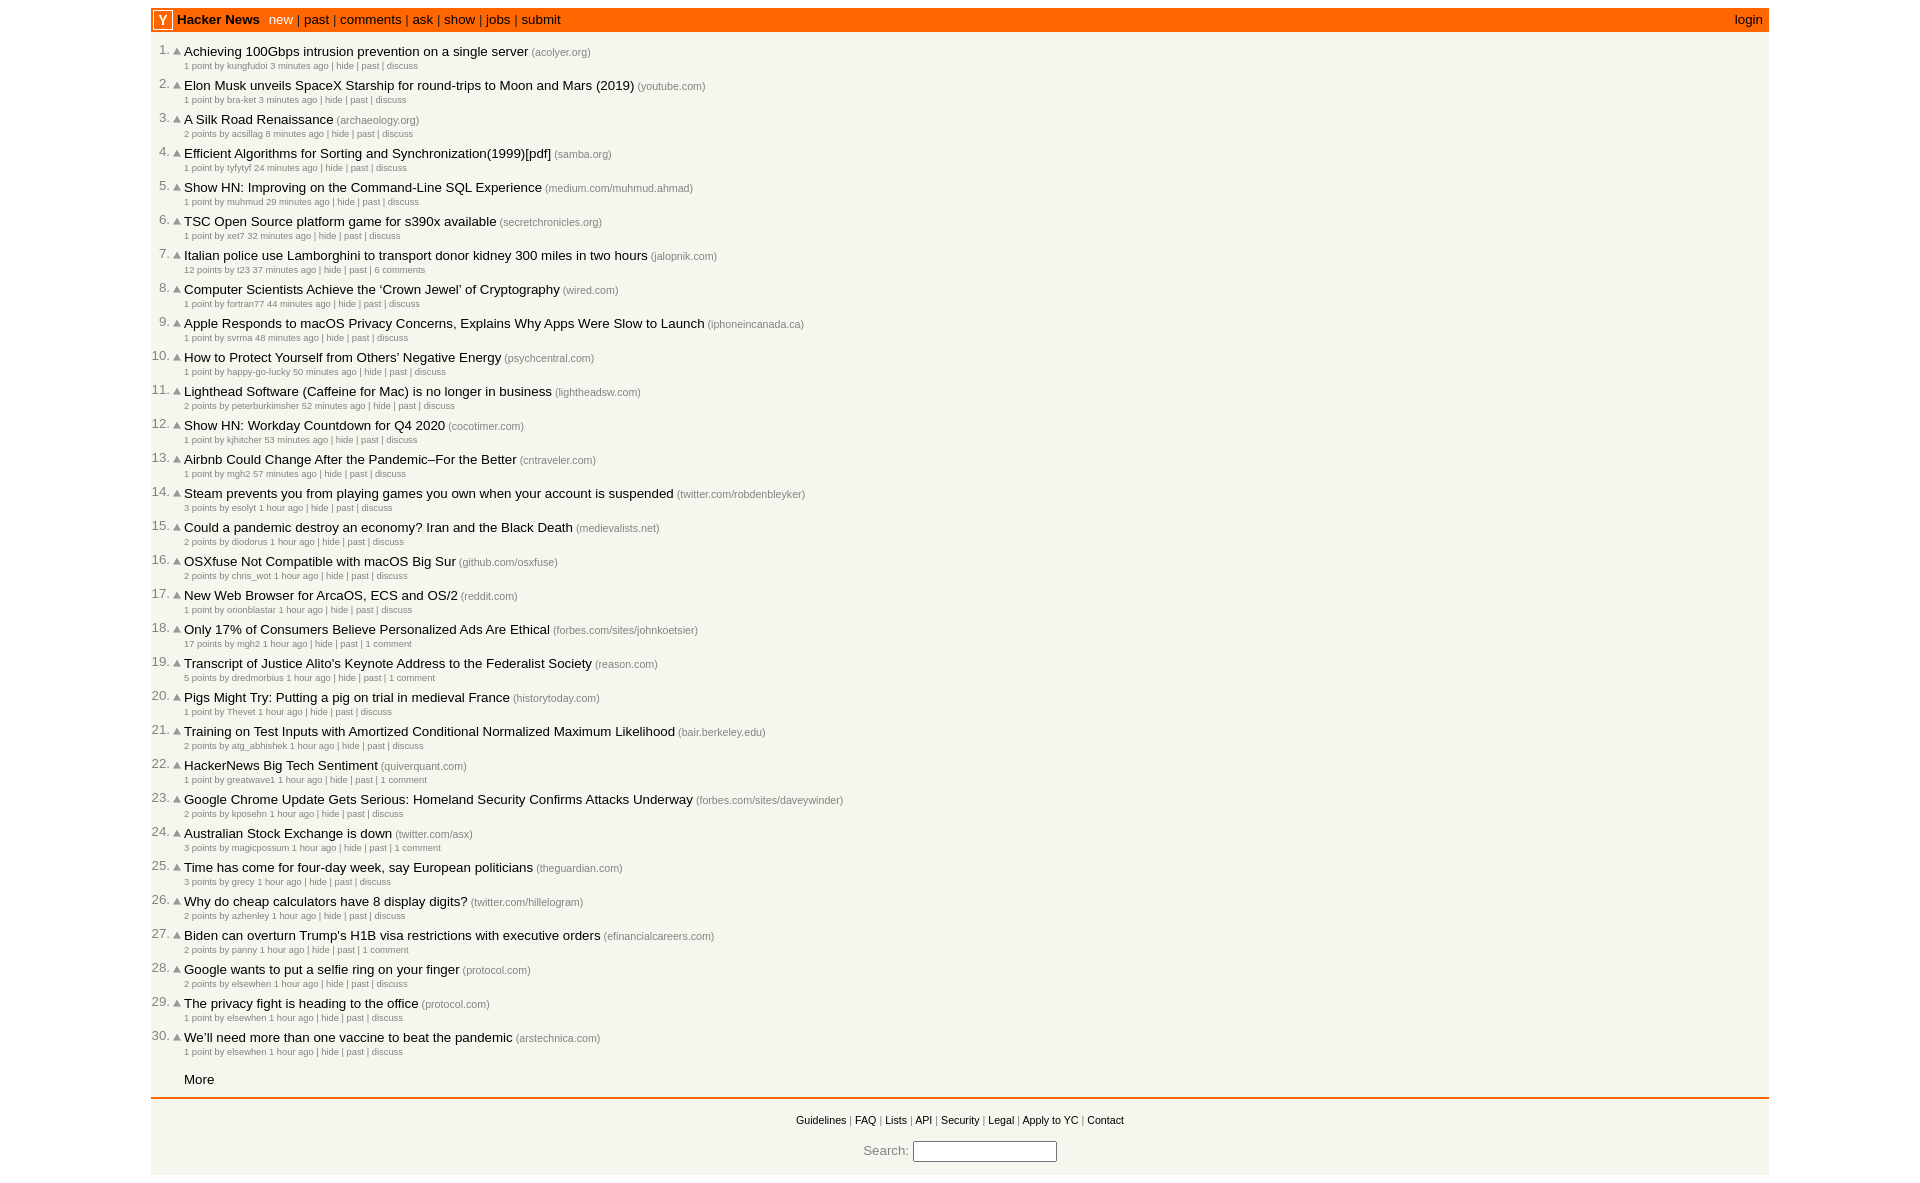 Y Hacker News new | past | comments | ask | show | jobs | submit login
1. Achieving 100Gbps intrusion prevention on a single server (acolyer.org)
1 point by kungfudoi 3 minutes ago | hide | past | discuss
2. Elon Musk unveils SpaceX Starship for round-trips to Moon and Mars (2019) (youtube.com)
1 point by bra-ket 3 minutes ago | hide | past | discuss
3. A Silk Road Renaissance (archaeology.org)
2 points by acsillag 8 minutes ago | hide | past | discuss
4. Efficient Algorithms for Sorting and Synchronization(1999)[pdf] (samba.org)
1 point by tyfytyf 24 minutes ago | hide | past | discuss
5. Show HN: Improving on the Command-Line SQL Experience (medium.com/muhmud.ahmad)
1 point by muhmud 29 minutes ago | hide | past | discuss
6. TSC Open Source platform game for s390x available (secretchronicles.org)
1 point by xet7 32 minutes ago | hide | past | discuss
7. Italian police use Lamborghini to transport donor kidney 300 miles in two hours (jalopnik.com)
12 points by t23 37 minutes ago | hide | past | 6 comments
8. Computer Scientists Achieve the ‘Crown Jewel’ of Cryptography (wired.com)
1 point by fortran77 44 minutes ago | hide | past | discuss
9. Apple Responds to macOS Privacy Concerns, Explains Why Apps Were Slow to Launch (iphoneincanada.ca)
1 point by svrma 48 minutes ago | hide | past | discuss
10. How to Protect Yourself from Others’ Negative Energy (psychcentral.com)
1 point by happy-go-lucky 50 minutes ago | hide | past | discuss
11. Lighthead Software (Caffeine for Mac) is no longer in business (lightheadsw.com)
2 points by peterburkimsher 52 minutes ago | hide | past | discuss
12. Show HN: Workday Countdown for Q4 2020 (cocotimer.com)
1 point by kjhitcher 53 minutes ago | hide | past | discuss
13. Airbnb Could Change After the Pandemic–For the Better (cntraveler.com)
1 point by mgh2 57 minutes ago | hide | past | discuss
14. Steam prevents you from playing games you own when your account is suspended (twitter.com/robdenbleyker)
3 points by esolyt 1 hour ago | hide | past | discuss
15. Could a pandemic destroy an economy? Iran and the Black Death (medievalists.net)
2 points by diodorus 1 hour ago | hide | past | discuss
16. OSXfuse Not Compatible with macOS Big Sur (github.com/osxfuse)
2 points by chris_wot 1 hour ago | hide | past | discuss
17. New Web Browser for ArcaOS, ECS and OS/2 (reddit.com)
1 point by orionblastar 1 hour ago | hide | past | discuss
18. Only 17% of Consumers Believe Personalized Ads Are Ethical (forbes.com/sites/johnkoetsier)
17 points by mgh2 1 hour ago | hide | past | 1 comment
19. Transcript of Justice Alito's Keynote Address to the Federalist Society (reason.com)
5 points by dredmorbius 1 hour ago | hide | past | 1 comment
20. Pigs Might Try: Putting a pig on trial in medieval France (historytoday.com)
1 point by Thevet 1 hour ago | hide | past | discuss
21. Training on Test Inputs with Amortized Conditional Normalized Maximum Likelihood (bair.berkeley.edu)
2 points by atg_abhishek 1 hour ago | hide | past | discuss
22. HackerNews Big Tech Sentiment (quiverquant.com)
1 point by greatwave1 1 hour ago | hide | past | 1 comment
23. Google Chrome Update Gets Serious: Homeland Security Confirms Attacks Underway (forbes.com/sites/daveywinder)
2 points by kposehn 1 hour ago | hide | past | discuss
24. Australian Stock Exchange is down (twitter.com/asx)
3 points by magicpossum 1 hour ago | hide | past | 1 comment
25. Time has come for four-day week, say European politicians (theguardian.com)
3 points by grecy 1 hour ago | hide | past | discuss
26. Why do cheap calculators have 8 display digits? (twitter.com/hillelogram)
2 points by azhenley 1 hour ago | hide | past | discuss
27. Biden can overturn Trump's H1B visa restrictions with executive orders (efinancialcareers.com)
2 points by panny 1 hour ago | hide | past | 1 comment
28. Google wants to put a selfie ring on your finger (protocol.com)
2 points by elsewhen 1 hour ago | hide | past | discuss
29. The privacy fight is heading to the office (protocol.com)
1 point by elsewhen 1 hour ago | hide | past | discuss
30. We’ll need more than one vaccine to beat the pandemic (arstechnica.com)
1 point by elsewhen 1 hour ago | hide | past | discuss
More
Guidelines | FAQ | Lists | API | Security | Legal | Apply to YC | Contact
Search: